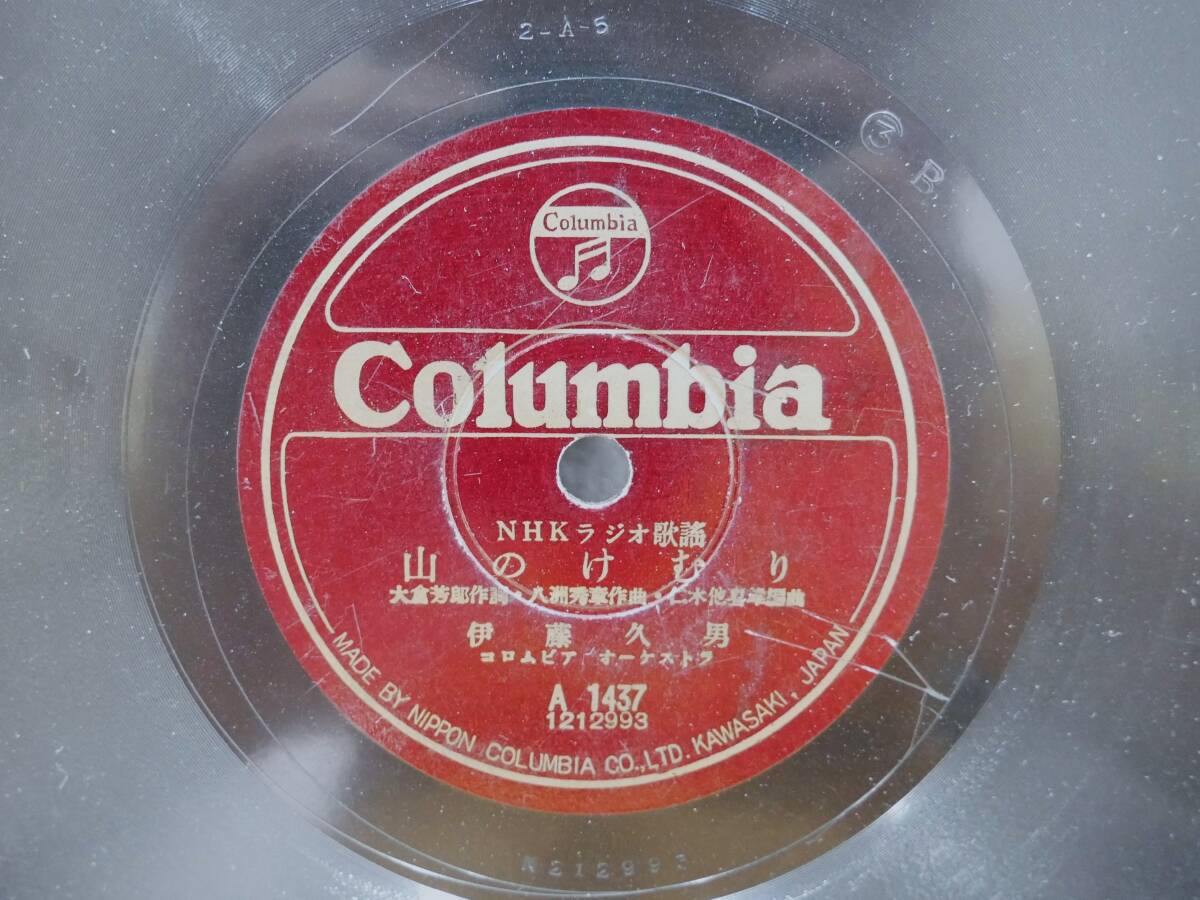 2-A-5
③ B
Columbia
Columbia
NHKラジオ歌謡
山のけむり
大倉芳郎作詞・八洲秀章作曲・仁木他喜雄編曲
伊藤久男
コロムビア オーケストラ
A 1437
1212993
MADE BY NIPPON COLUMBIA CO.,LTD. KAWASAKI, JAPAN
212993